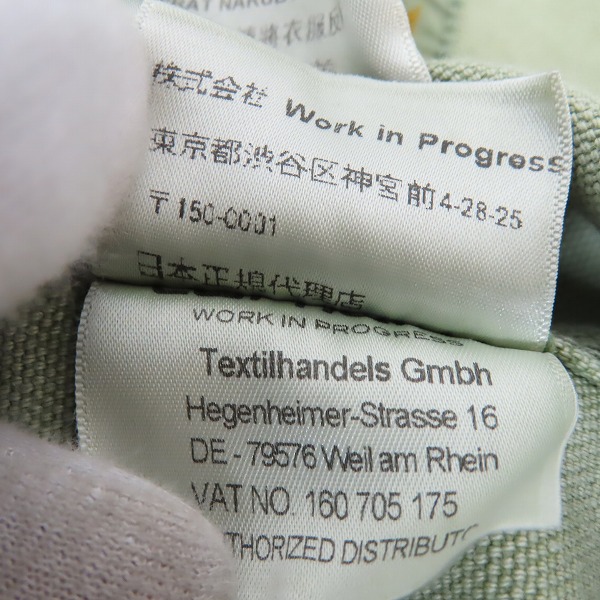 株式会社 Work in Progress
東京都渋谷区神宮前4-28-25
〒150-0001
日本正規代理店
WORK IN PROGRESS
Textilhandels Gmbh
Hegenheimer-Strasse 16
DE - 79576 Weil am Rhein
VAT NO. 160 705 175
THORIZED DISTRIBUTO